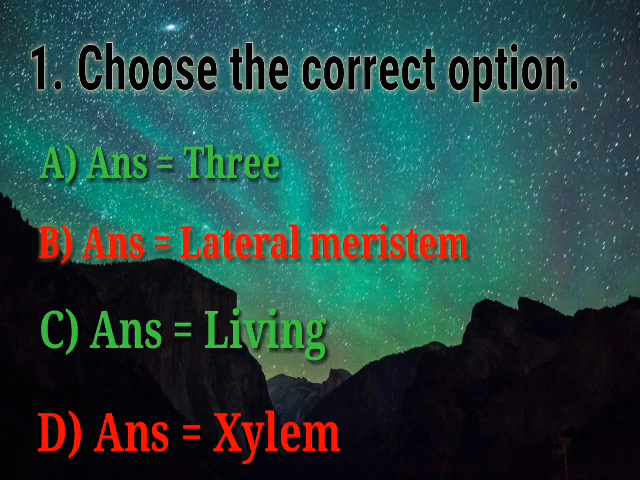 1. Choose the correct option.
A) Ans = Three
B) Ans = Lateral meristem
C) Ans = Living
D) Ans = Xylem